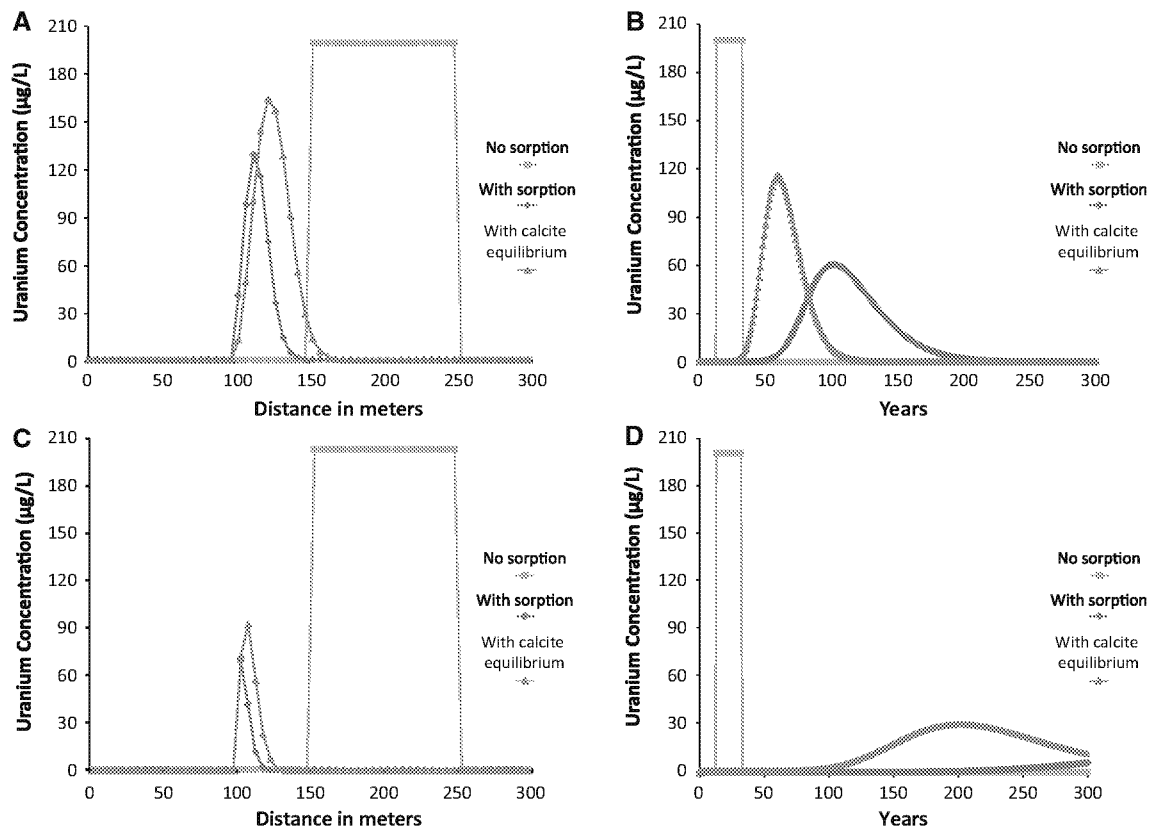 A
Uranium Concentration (µg/L)
210
180
150
120
90
60
30
0
0 50 100 150 200 250 300
Distance in meters
No sorption
With sorption
With calcite
equilibrium
B
Uranium Concentration (µg/L)
210
180
150
120
90
60
30
0
0 50 100 150 200 250 300
Years
No sorption
With sorption
With calcite
equilibrium
C
Uranium Concentration (µg/L)
210
180
150
120
90
60
30
0
0 50 100 150 200 250 300
Distance in meters
No sorption
With sorption
With calcite
equilibrium
D
Uranium Concentration (µg/L)
210
180
150
120
90
60
30
0
0 50 100 150 200 250 300
Years
No sorption
With sorption
With calcite
equilibrium